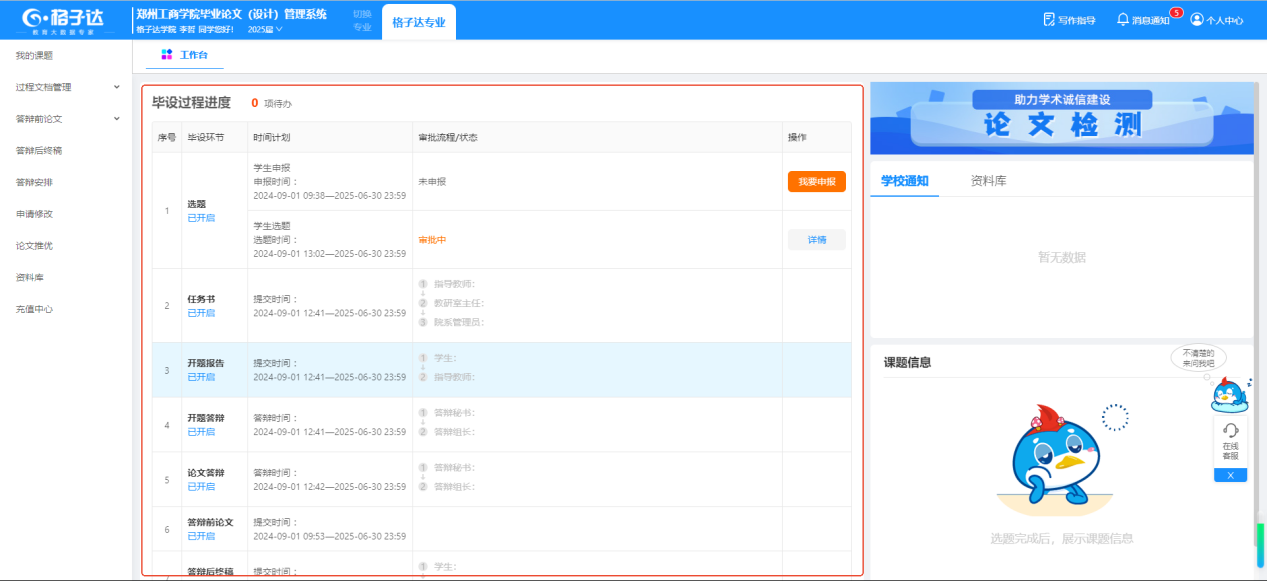 格子达
教育大数据专家
郑州工商学院毕业论文（设计）管理系统
格子达学院 李哲 同学您好！ 2025届
切换
专业
格子达专业
写作指导
消息通知
5
个人中心
我的课题
过程文档管理
答辩前论文
答辩后终稿
答辩安排
申请修改
论文推优
资料库
充值中心
工作台
毕设过程进度 0 项待办
序号 毕设环节 时间计划 审批流程/状态 操作
1
选题
已开启
学生申报
申报时间：
2024-09-01 09:38—2025-06-30 23:59
未申报
我要申报
学生选题
选题时间：
2024-09-01 13:02—2025-06-30 23:59
审批中
详情
2
任务书
已开启
提交时间：
2024-09-01 12:41—2025-06-30 23:59
① 指导教师：
② 教研室主任：
③ 院系管理员：
3
开题报告
已开启
提交时间：
2024-09-01 12:41—2025-06-30 23:59
① 学生：
② 指导教师：
4
开题答辩
已开启
答辩时间：
2024-09-01 12:41—2025-06-30 23:59
① 答辩秘书：
② 答辩组长：
5
论文答辩
已开启
答辩时间：
2024-09-01 12:42—2025-06-30 23:59
① 答辩秘书：
② 答辩组长：
6
答辩前论文
已开启
提交时间：
2024-09-01 09:53—2025-06-30 23:59
答辩后终稿
提交时间：
① 学生：
助力学术诚信建设
论文检测
学校通知 资料库
暂无数据
课题信息
不清楚的
来问我吧
在线
客服
X
选题完成后，展示课题信息